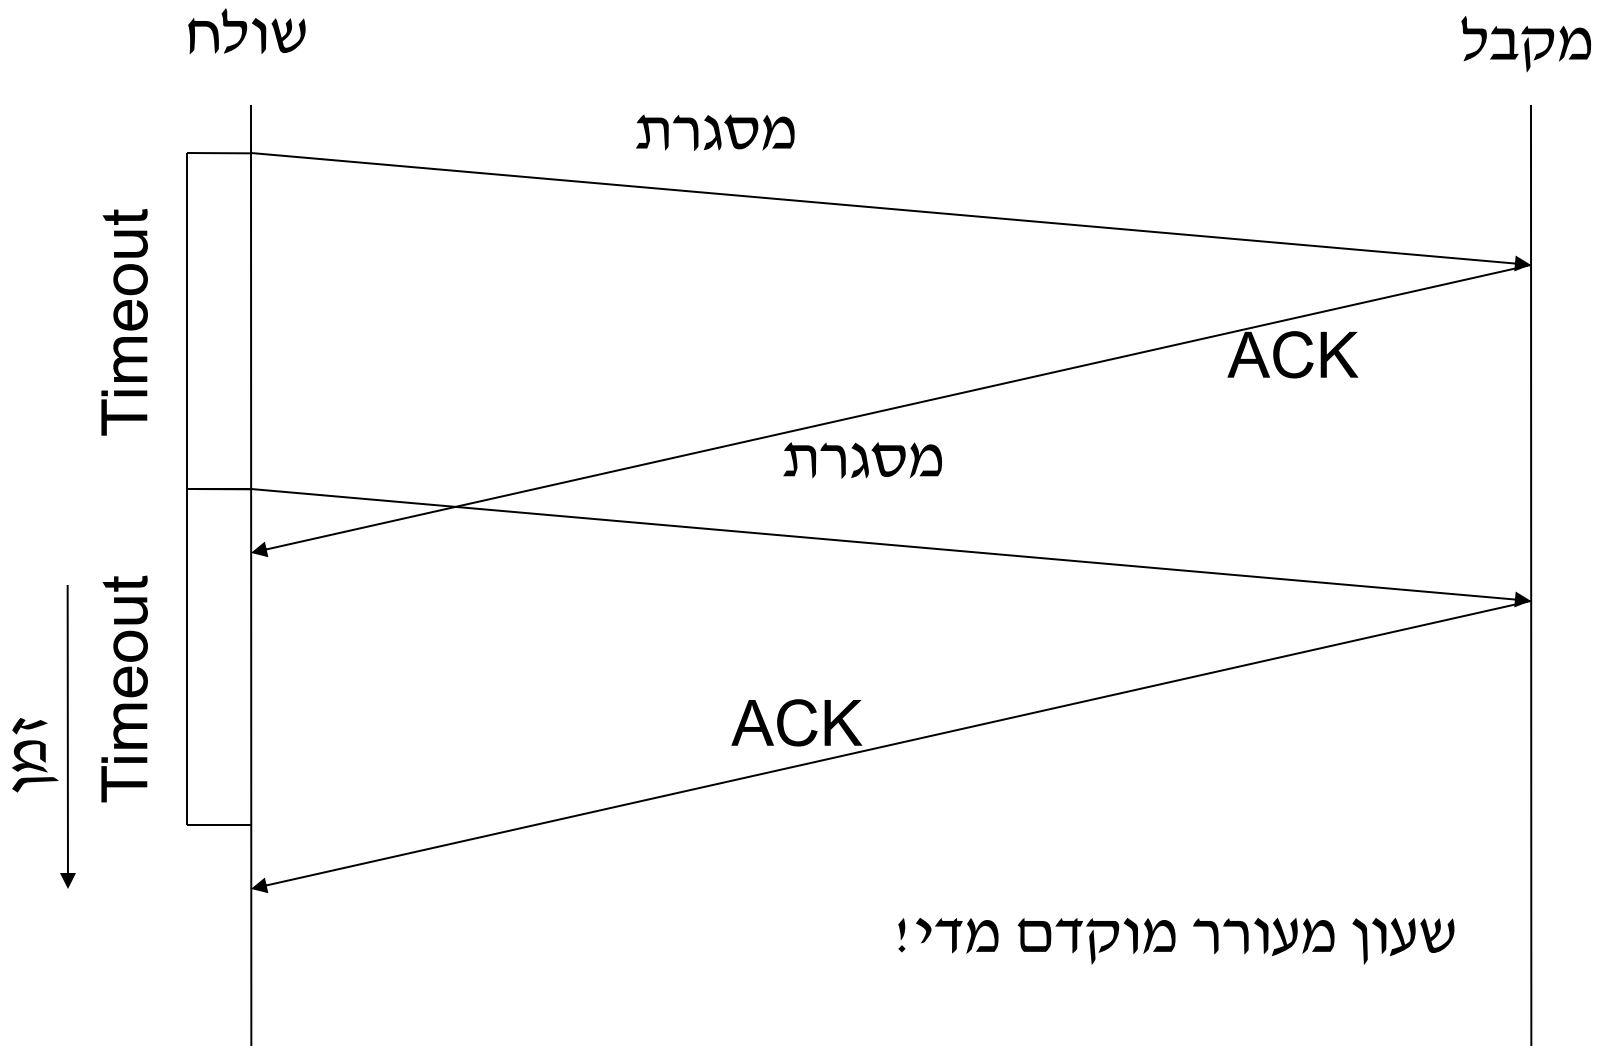 שולח
מקבל
מסגרת
Timeout
ACK
מסגרת
Timeout
זמן
ACK
שעון מעורר מוקדם מדי!